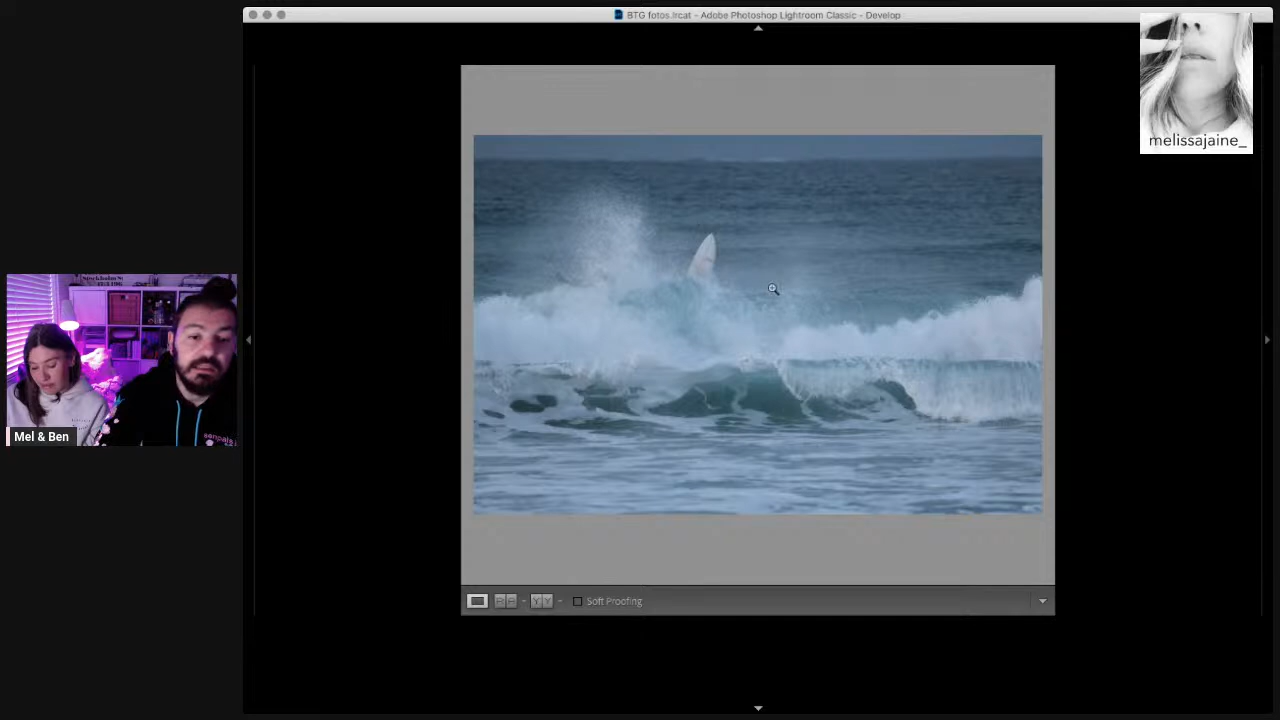 BTG fotos.lrcat - Adobe Photoshop Lightroom Classic - Develop
melissajaine_
Mel & Ben
Soft Proofing